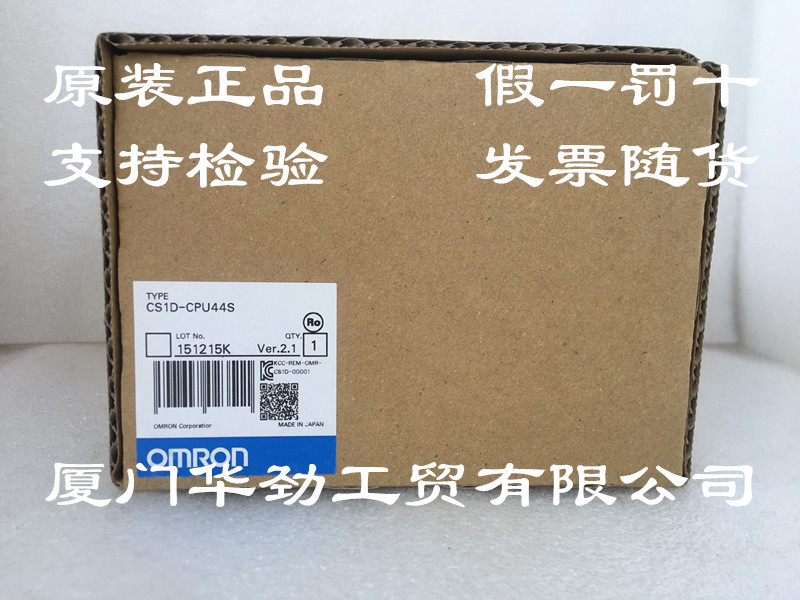 原装正品 假一罚十
支持检验 发票随货
TYPE
CS1D-CPU44S
Ro
LOT No. QTY.
151215K Ver.2.1 1
KCC-REM-OMR-
CS1D-00001
OMRON Corporation MADE IN JAPAN
OMRON
厦门华劲工贸有限公司